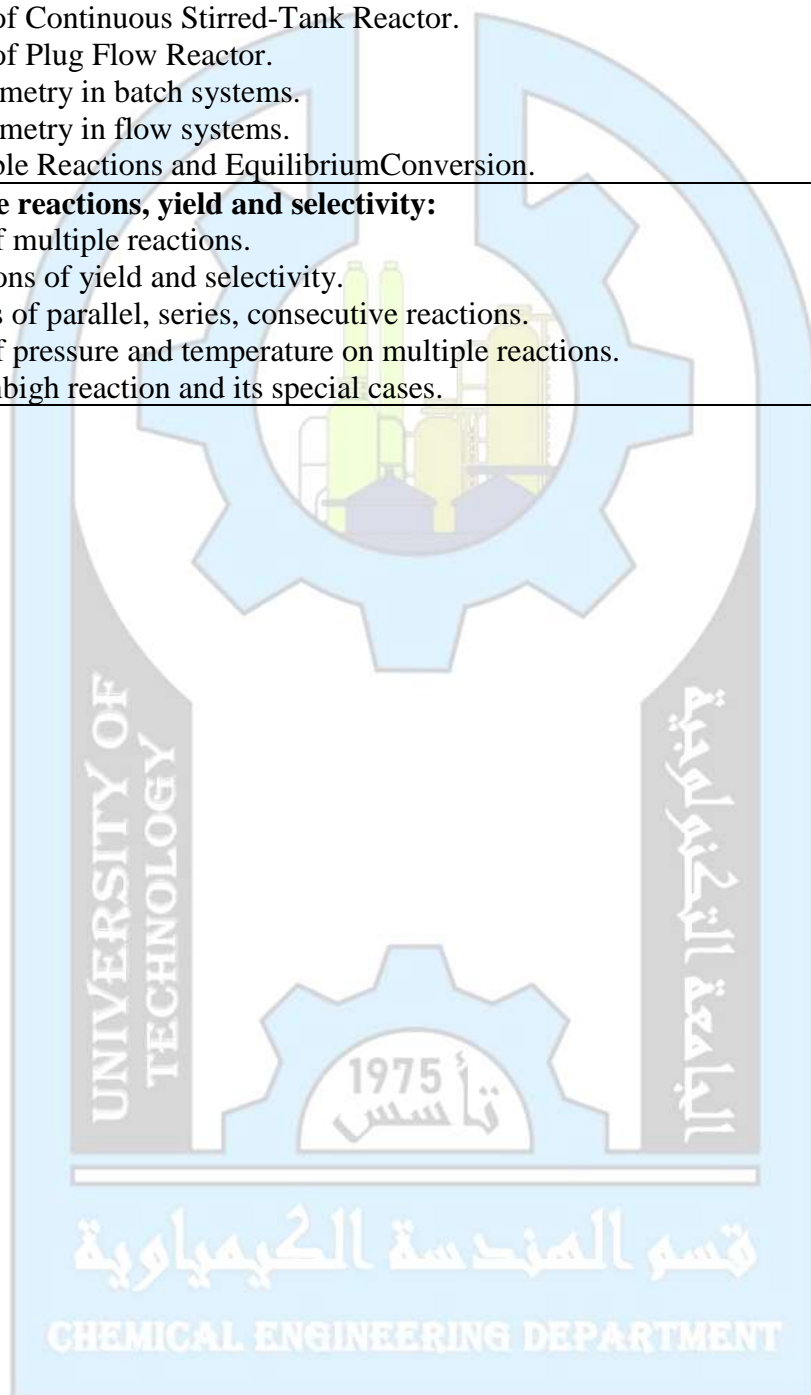 of Continuous Stirred-Tank Reactor.
of Plug Flow Reactor.
metry in batch systems.
metry in flow systems.
ble Reactions and EquilibriumConversion.
e reactions, yield and selectivity:
f multiple reactions.
ons of yield and selectivity.
s of parallel, series, consecutive reactions.
f pressure and temperature on multiple reactions.
nbigh reaction and its special cases.
UNIVERSITY OF
TECHNOLOGY
الجامعة التكنولوجية
1975
تأسس
قسم الهندسة الكيمياوية
CHEMICAL ENGINEERING DEPARTMENT